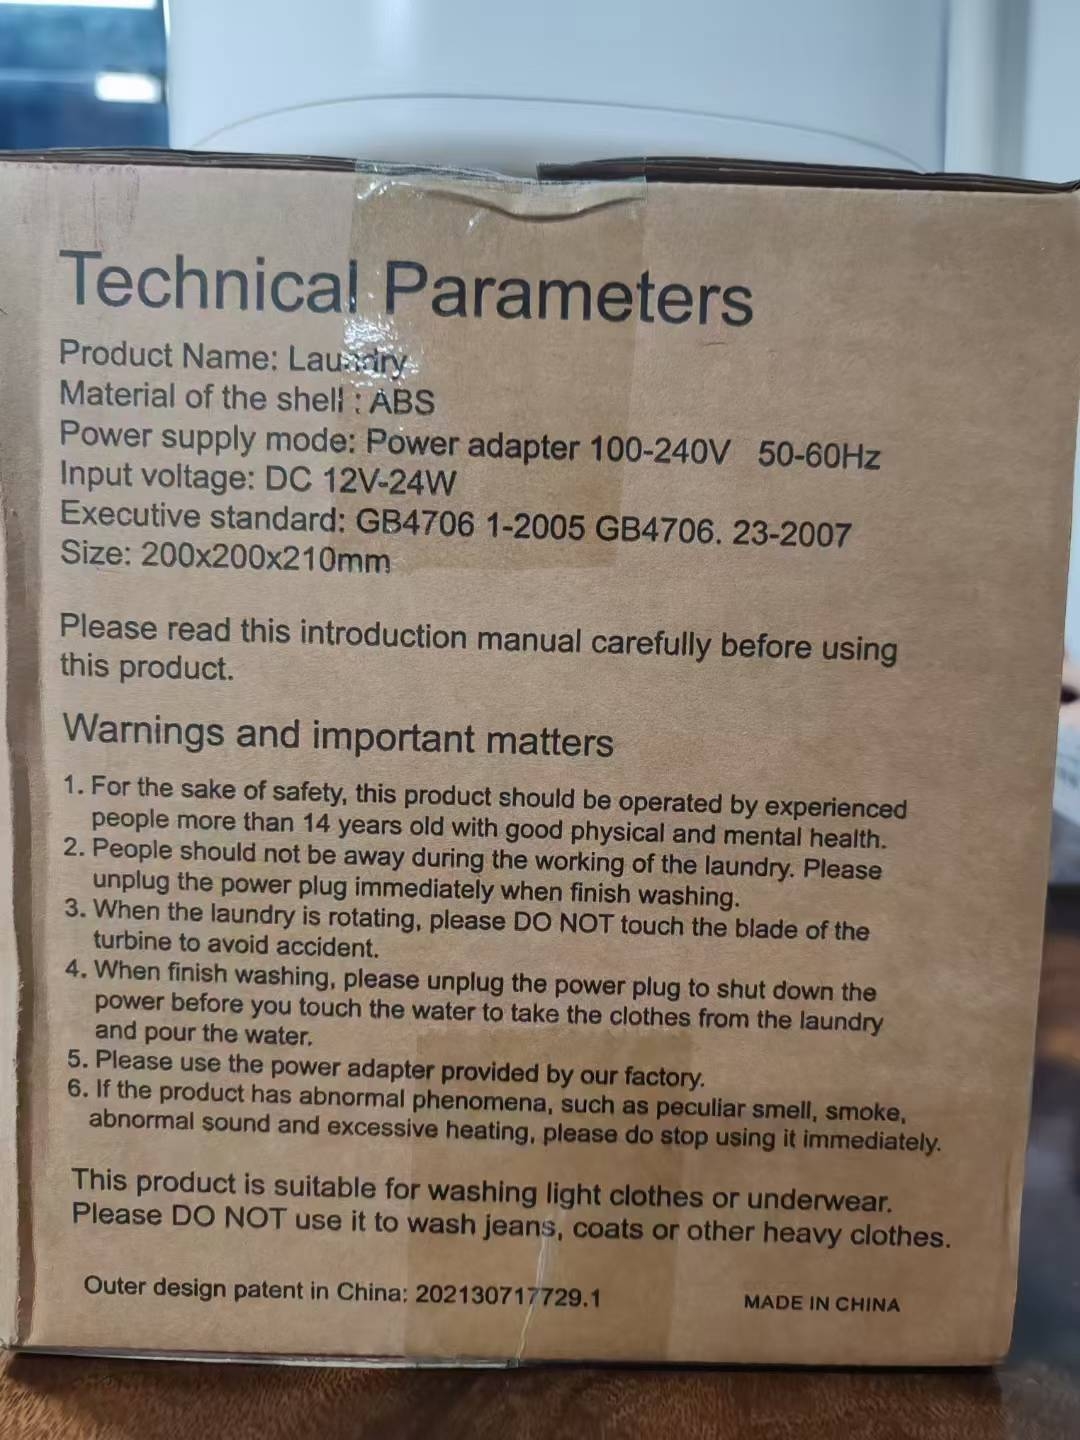 Technical Parameters
Product Name: Laundry
Material of the shell : ABS
Power supply mode: Power adapter 100-240V 50-60Hz
Input voltage: DC 12V-24W
Executive standard: GB4706 1-2005 GB4706. 23-2007
Size: 200x200x210mm
Please read this introduction manual carefully before using
this product.
Warnings and important matters
1. For the sake of safety, this product should be operated by experienced
people more than 14 years old with good physical and mental health.
2. People should not be away during the working of the laundry. Please
unplug the power plug immediately when finish washing.
3. When the laundry is rotating, please DO NOT touch the blade of the
turbine to avoid accident.
4. When finish washing, please unplug the power plug to shut down the
power before you touch the water to take the clothes from the laundry
and pour the water.
5. Please use the power adapter provided by our factory.
6. If the product has abnormal phenomena, such as peculiar smell, smoke,
abnormal sound and excessive heating, please do stop using it immediately.
This product is suitable for washing light clothes or underwear.
Please DO NOT use it to wash jeans, coats or other heavy clothes.
Outer design patent in China: 202130717729.1
MADE IN CHINA